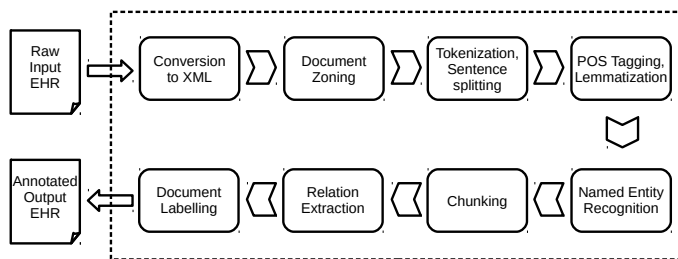 Raw
Input
EHR
Conversion
to XML
Document
Zoning
Tokenization,
Sentence
splitting
POS Tagging,
Lemmatization
Named Entity
Recognition
Chunking
Relation
Extraction
Document
Labelling
Annotated
Output
EHR